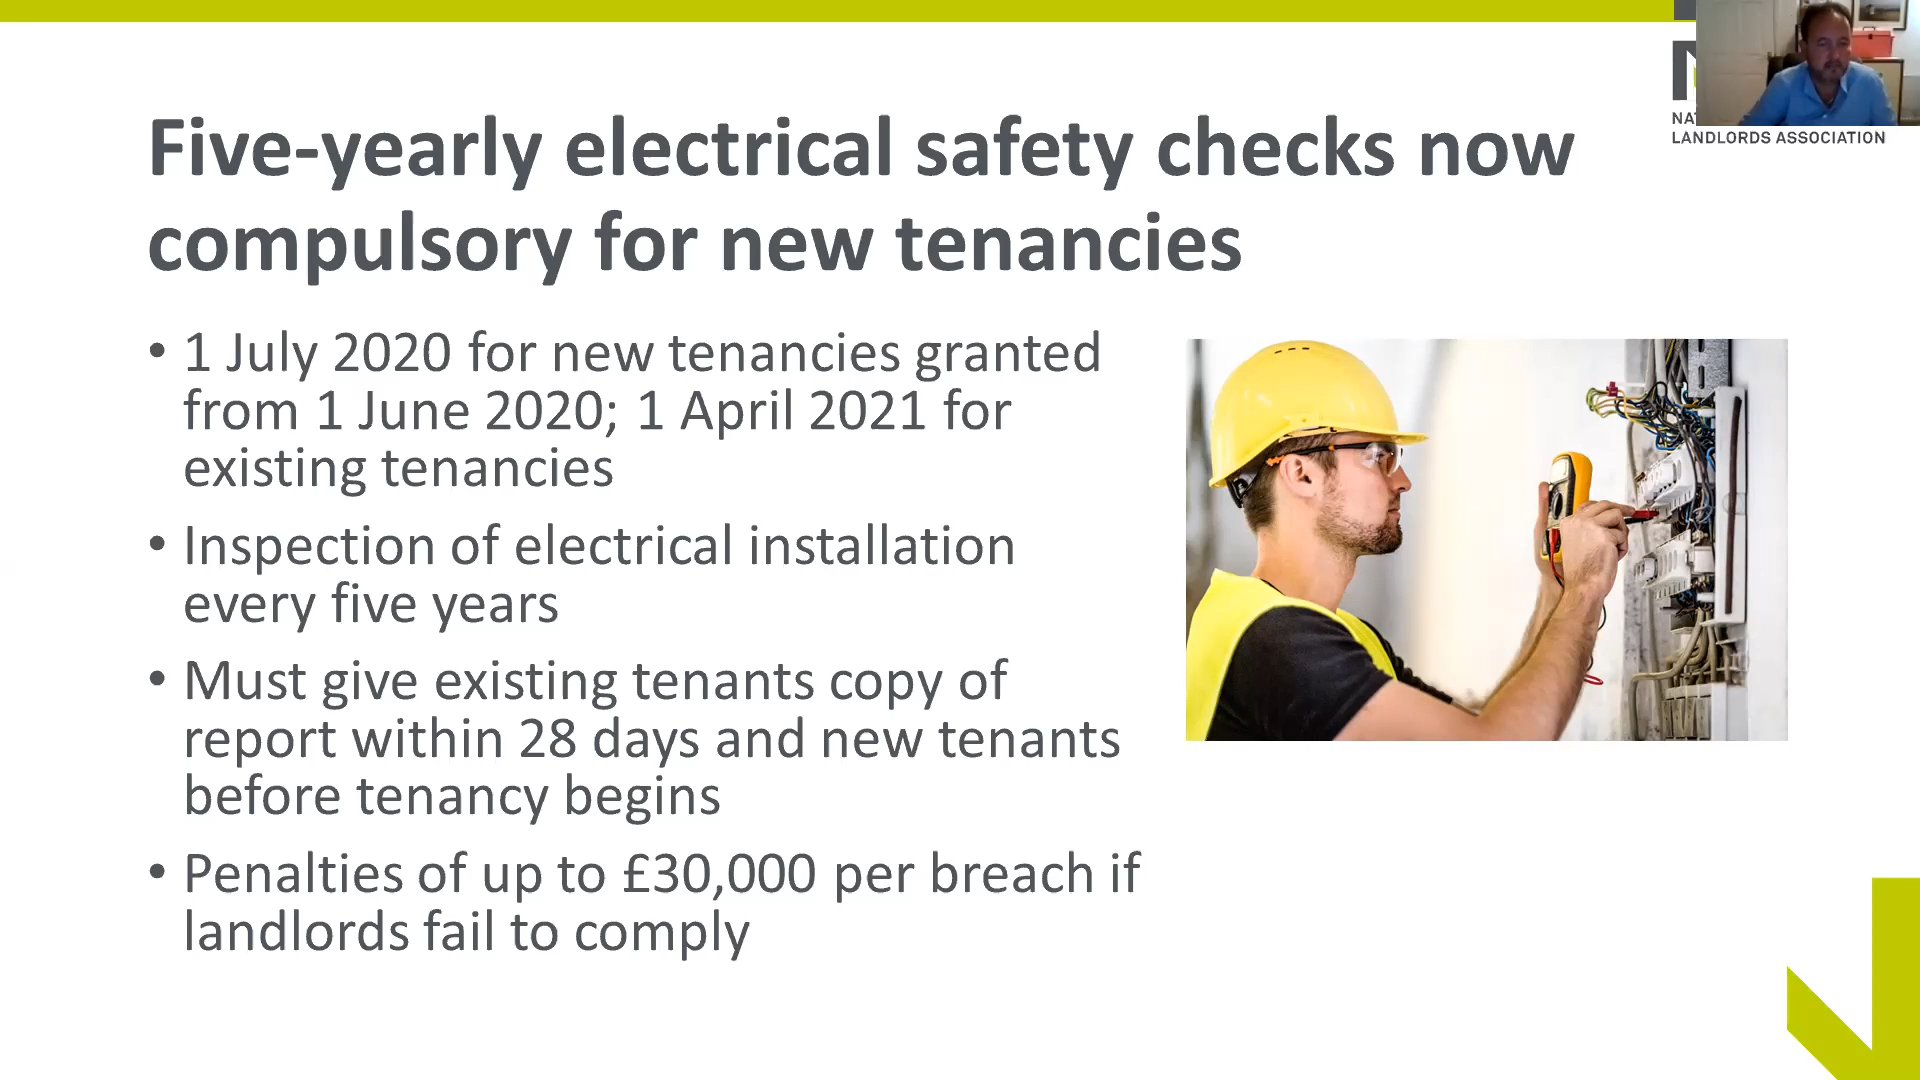 Five-yearly electrical safety checks now
compulsory for new tenancies
LANDLORDS ASSOCIATION
• 1 July 2020 for new tenancies granted
from 1 June 2020; 1 April 2021 for
existing tenancies
• Inspection of electrical installation
every five years
• Must give existing tenants copy of
report within 28 days and new tenants
before tenancy begins
• Penalties of up to £30,000 per breach if
landlords fail to comply